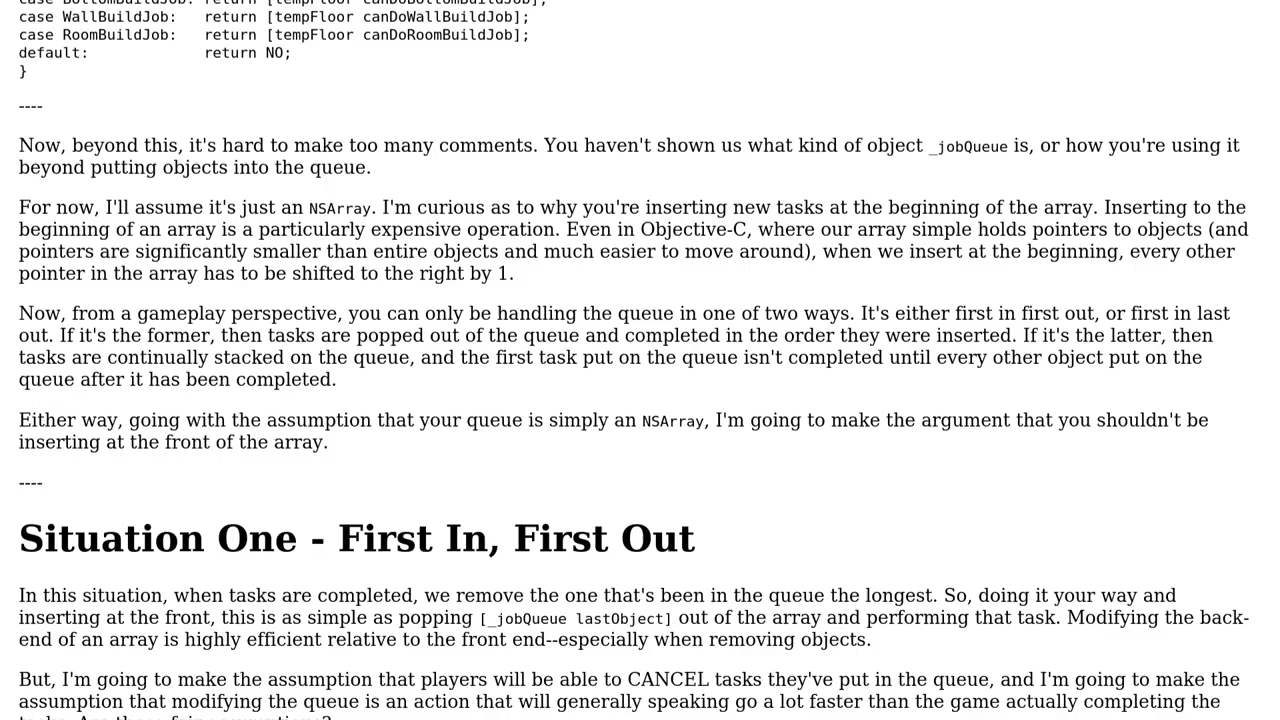 case BottomBuildJob: return [tempFloor canDoBottomBuildJob];
case WallBuildJob:   return [tempFloor canDoWallBuildJob];
case RoomBuildJob:   return [tempFloor canDoRoomBuildJob];
default:             return NO;
}
----
Now, beyond this, it's hard to make too many comments. You haven't shown us what kind of object _jobQueue is, or how you're using it
beyond putting objects into the queue.
For now, I'll assume it's just an NSArray. I'm curious as to why you're inserting new tasks at the beginning of the array. Inserting to the
beginning of an array is a particularly expensive operation. Even in Objective-C, where our array simple holds pointers to objects (and
pointers are significantly smaller than entire objects and much easier to move around), when we insert at the beginning, every other
pointer in the array has to be shifted to the right by 1.
Now, from a gameplay perspective, you can only be handling the queue in one of two ways. It's either first in first out, or first in last
out. If it's the former, then tasks are popped out of the queue and completed in the order they were inserted. If it's the latter, then
tasks are continually stacked on the queue, and the first task put on the queue isn't completed until every other object put on the
queue after it has been completed.
Either way, going with the assumption that your queue is simply an NSArray, I'm going to make the argument that you shouldn't be
inserting at the front of the array.
----
Situation One - First In, First Out
In this situation, when tasks are completed, we remove the one that's been in the queue the longest. So, doing it your way and
inserting at the front, this is as simple as popping [_jobQueue lastObject] out of the array and performing that task. Modifying the back-
end of an array is highly efficient relative to the front end--especially when removing objects.
But, I'm going to make the assumption that players will be able to CANCEL tasks they've put in the queue, and I'm going to make the
assumption that modifying the queue is an action that will generally speaking go a lot faster than the game actually completing the
tasks. Are these fair assumptions?